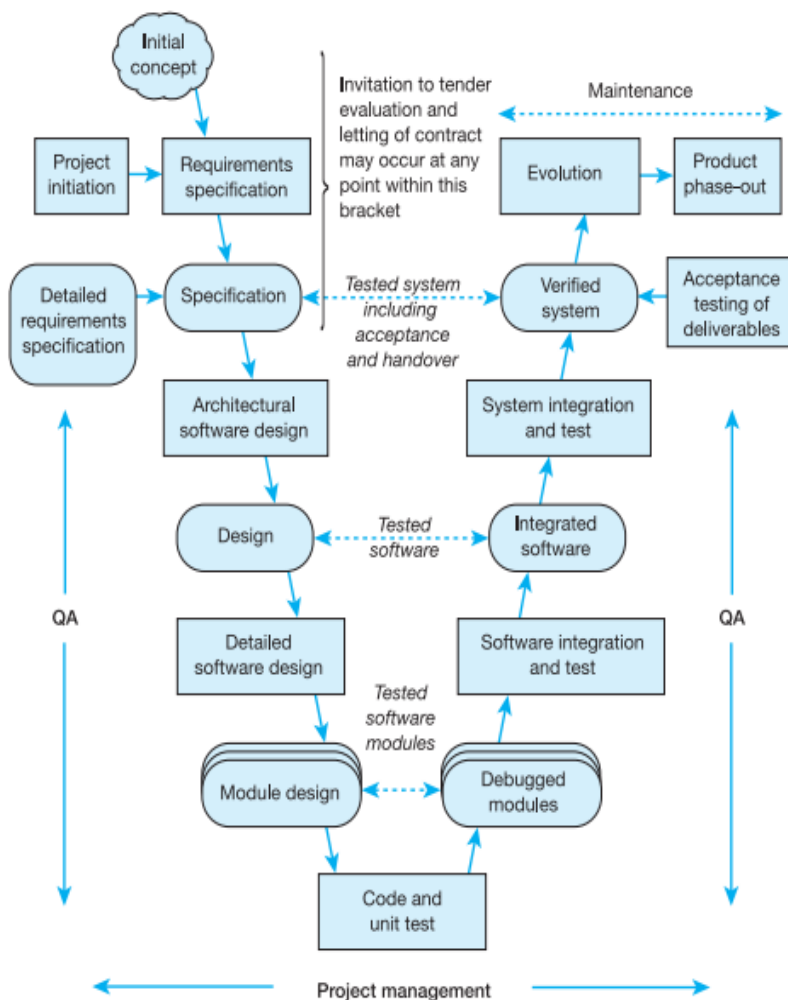 Initial
concept
Invitation to tender
evaluation and
letting of contract
may occur at any
point within this
bracket
Maintenance
Project
initiation
Requirements
specification
Evolution
Product
phase-out
Detailed
requirements
specification
Specification
Tested system
including
acceptance
and handover
Verified
system
Acceptance
testing of
deliverables
Architectural
software design
System integration
and test
Design
Tested
software
Integrated
software
QA
QA
Detailed
software design
Software integration
and test
Tested
software
modules
Module design
Debugged
modules
Code and
unit test
Project management